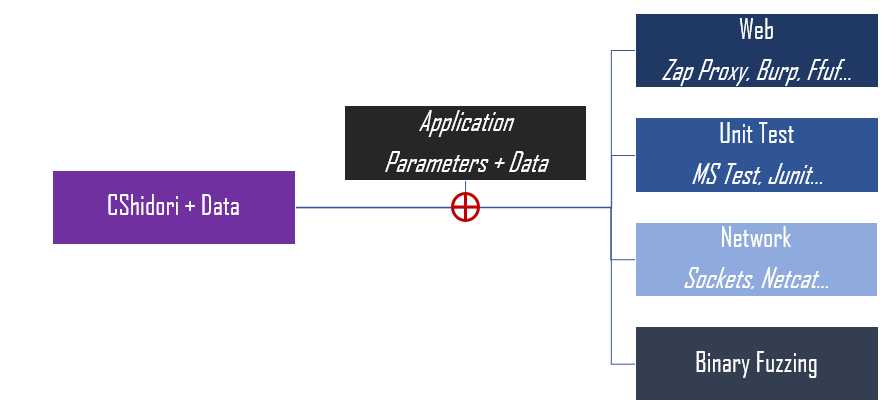 Web
Zap Proxy, Burp, Ffuf...
Application
Parameters + Data
Unit Test
MS Test, Junit...
CShidori + Data
Network
Sockets, Netcat...
Binary Fuzzing